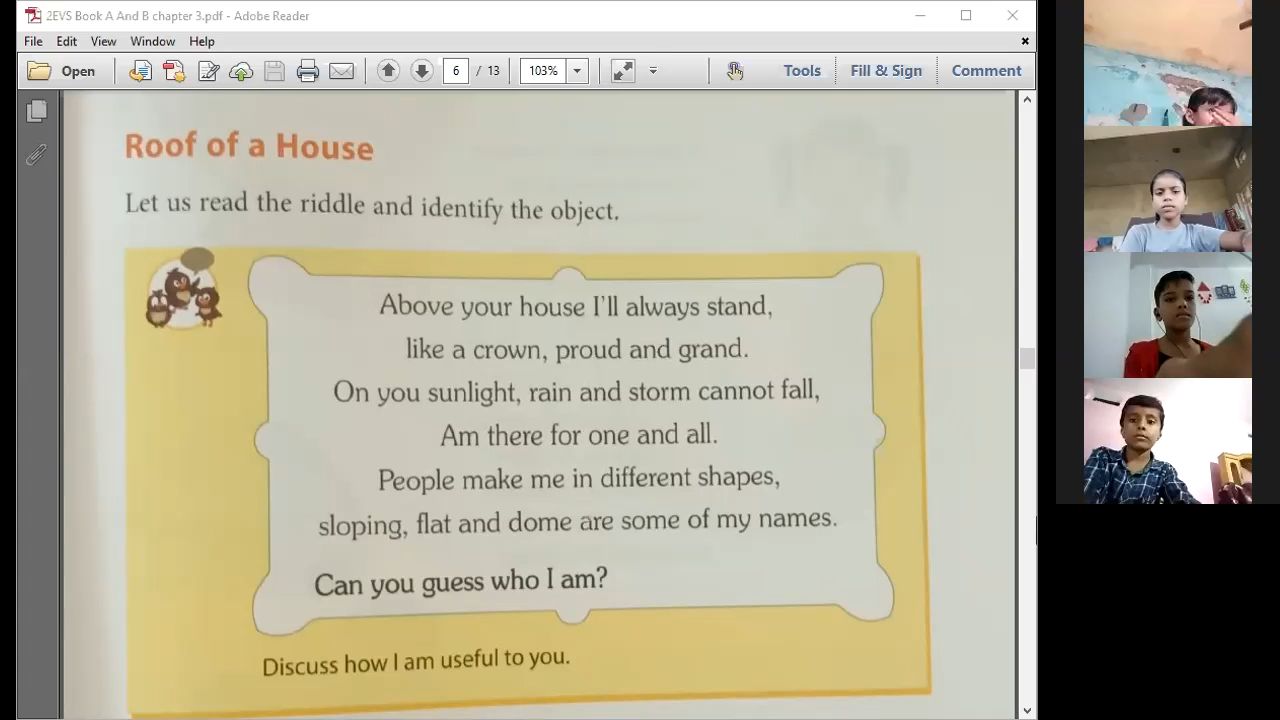 2EVS Book A And B chapter 3.pdf - Adobe Reader
File Edit View Window Help
Open 6 / 13 103% Tools Fill & Sign Comment
Roof of a House
Let us read the riddle and identify the object.
Above your house I'll always stand,
like a crown, proud and grand.
On you sunlight, rain and storm cannot fall,
Am there for one and all.
People make me in different shapes,
sloping, flat and dome are some of my names.
Can you guess who I am?
Discuss how I am useful to you.